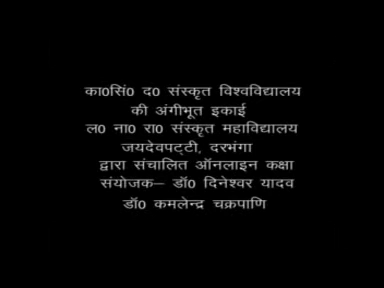 का0सिं0 द0 संस्कृत विश्वविद्यालय
की अंगीभूत इकाई
ल0 ना0 रा0 संस्कृत महाविद्यालय
जयदेवपट्टी, दरभंगा
द्वारा संचालित ऑनलाइन कक्षा
संयोजक— डॉ0 दिनेश्वर यादव
डॉ0 कमलेन्द्र चक्रपाणि